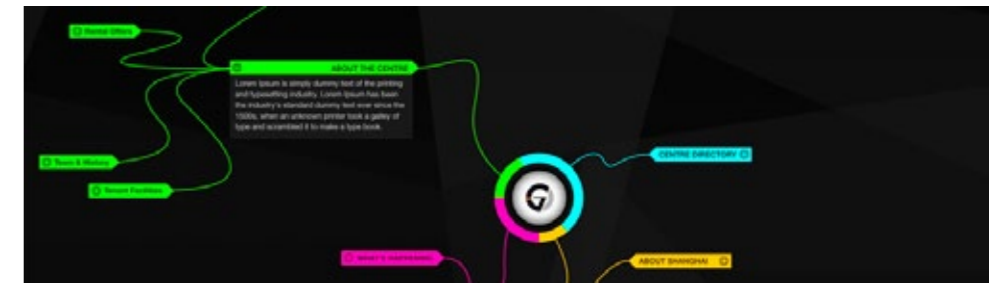 Rental Offers
ABOUT THE CENTRE
Lorem Ipsum is simply dummy text of the printing
and typesetting industry. Lorem Ipsum has been
the industry's standard dummy text ever since the
1500s, when an unknown printer took a galley of
type and scrambled it to make a type book.
CENTRE DIRECTORY
Team & History
Tenant Facilities
G
WHAT'S HAPPENING
ABOUT SHANGHAI